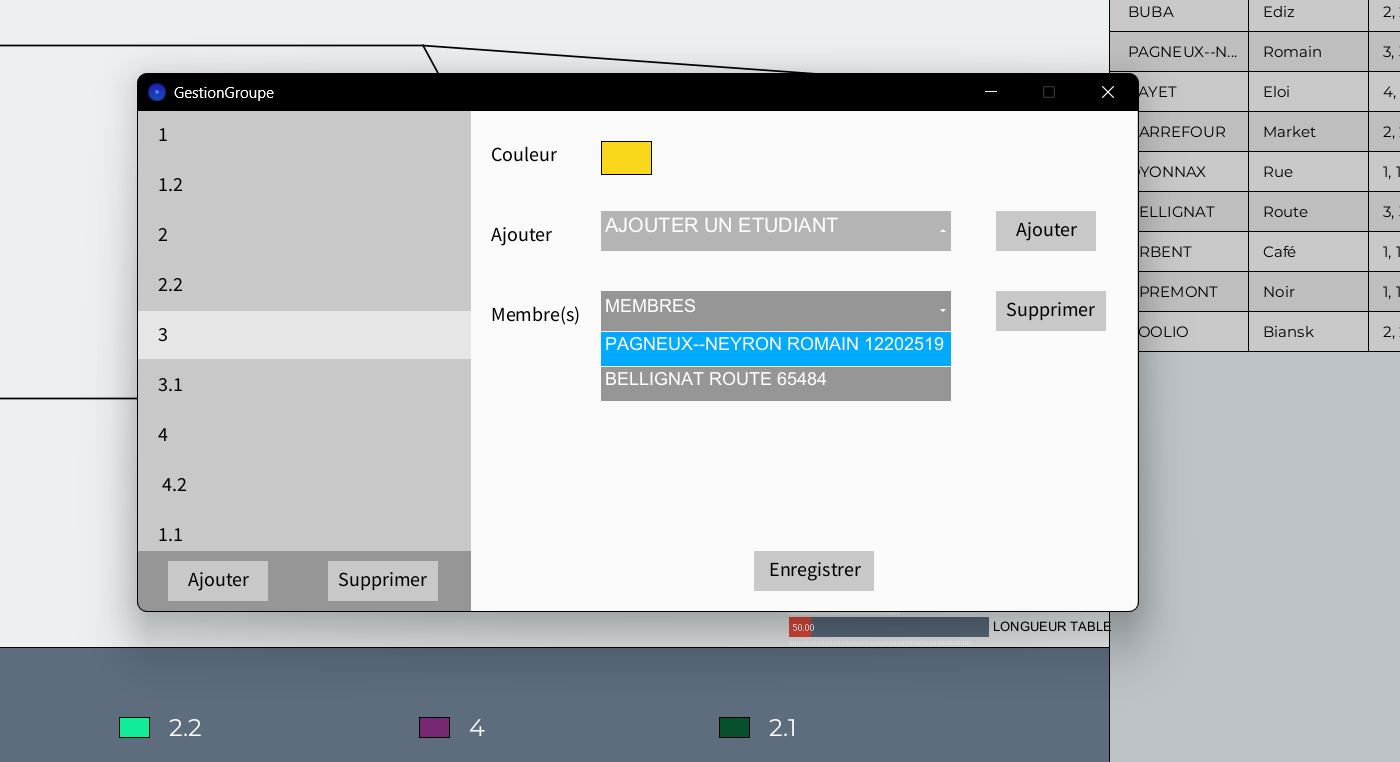 BUBA Ediz 2,
PAGNEUX--N... Romain 3,
AYET Eloi 4,
ARREFOUR Market 2,
YONNAX Rue 1, 1
ELLIGNAT Route 3,
RBENT Café 1, 1
PREMONT Noir 1, 1
OOLIO Biansk 2,
GestionGroupe
1
1.2
2
2.2
3
3.1
4
4.2
1.1
Ajouter Supprimer
Couleur
Ajouter AJOUTER UN ETUDIANT Ajouter
Membre(s) MEMBRES Supprimer
PAGNEUX--NEYRON ROMAIN 12202519
BELLIGNAT ROUTE 65484
Enregistrer
50.00 LONGUEUR TABLE
2.2 4 2.1